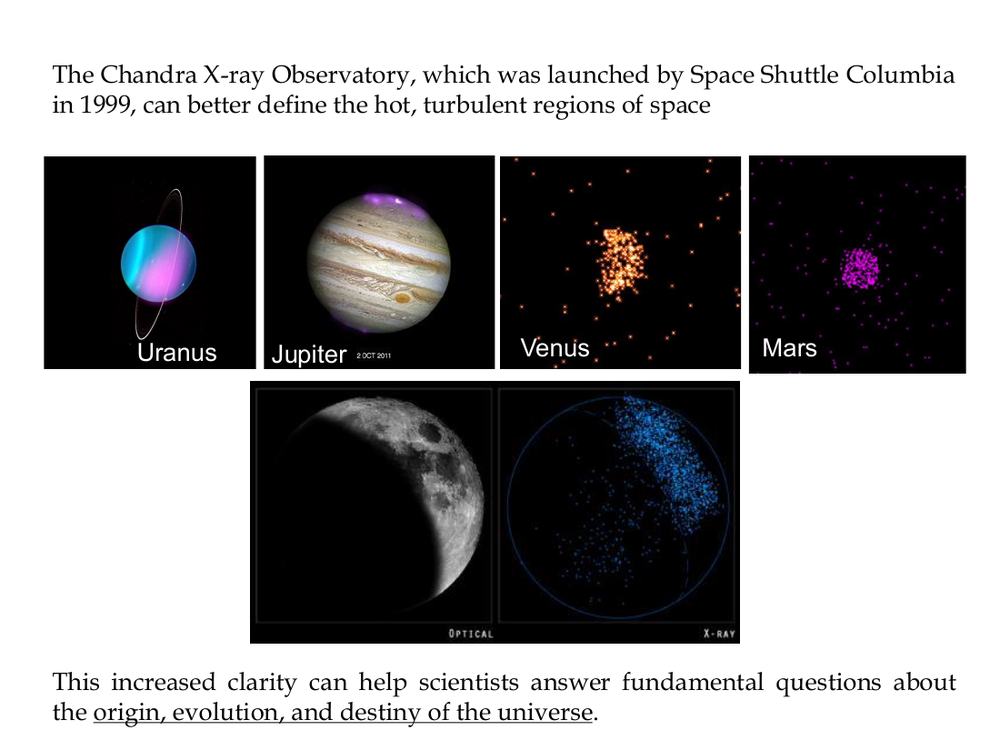 The Chandra X-ray Observatory, which was launched by Space Shuttle Columbia
in 1999, can better define the hot, turbulent regions of space
Uranus
Jupiter 2 OCT 2011
Venus
Mars
OPTICAL
X-RAY
This increased clarity can help scientists answer fundamental questions about
the origin, evolution, and destiny of the universe.